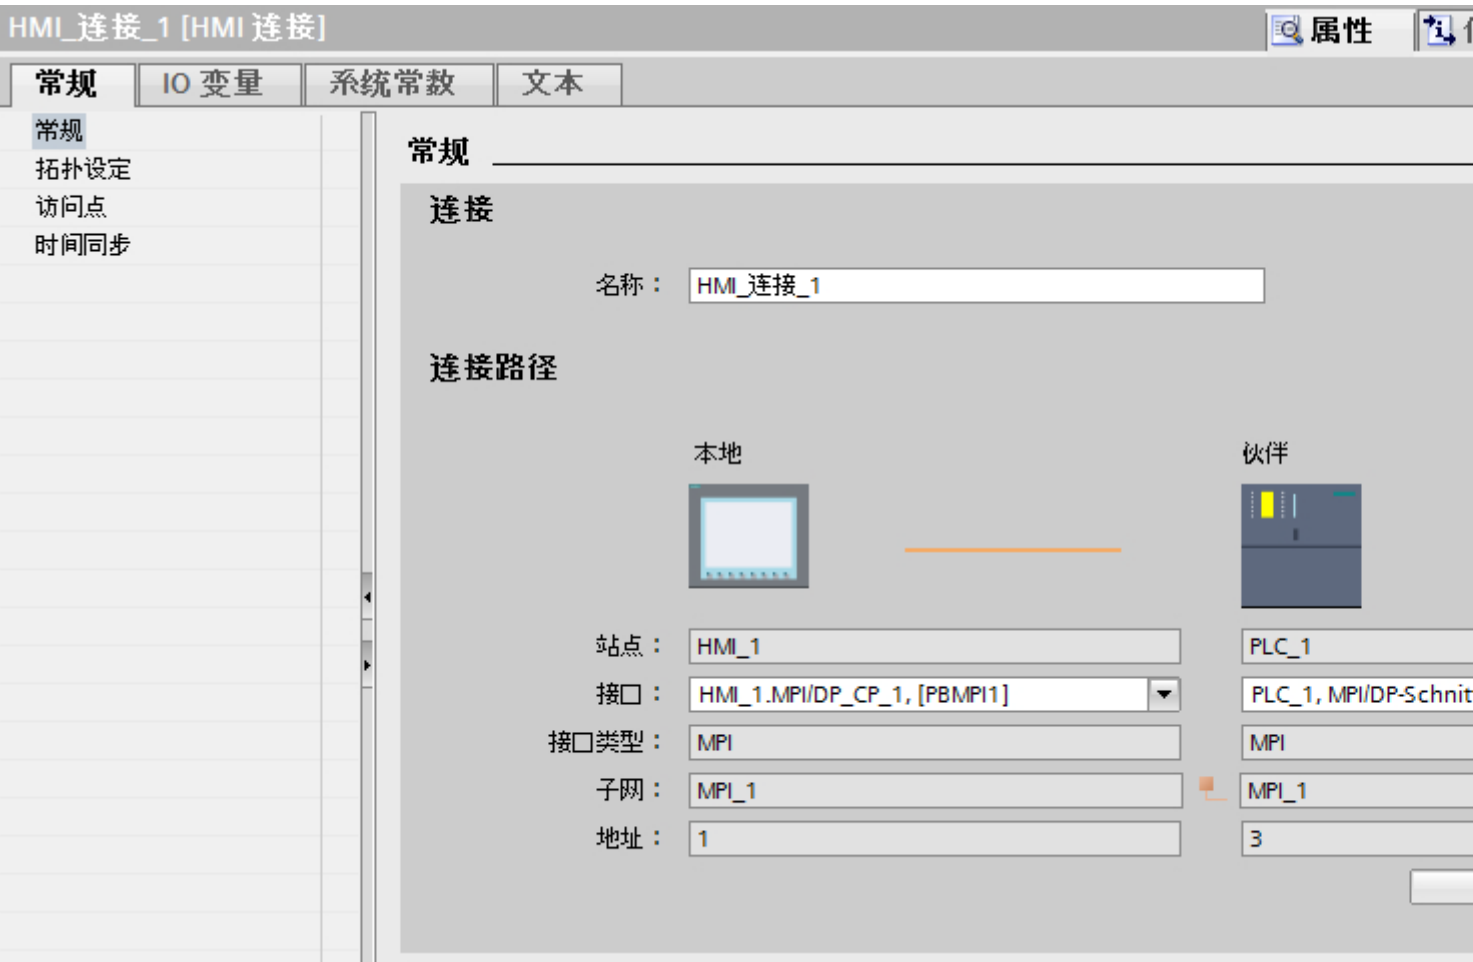 HMI_连接_1 [HMI 连接]
属性
常规
IO 变量
系统常数
文本
常规
拓扑设定
访问点
时间同步
常规
连接
名称：
HMI_连接_1
连接路径
本地
伙伴
站点：
HMI_1
PLC_1
接口：
HMI_1.MPI/DP_CP_1, [PBMPI1]
PLC_1, MPI/DP-Schnit
接口类型：
MPI
MPI
子网：
MPI_1
MPI_1
地址：
1
3